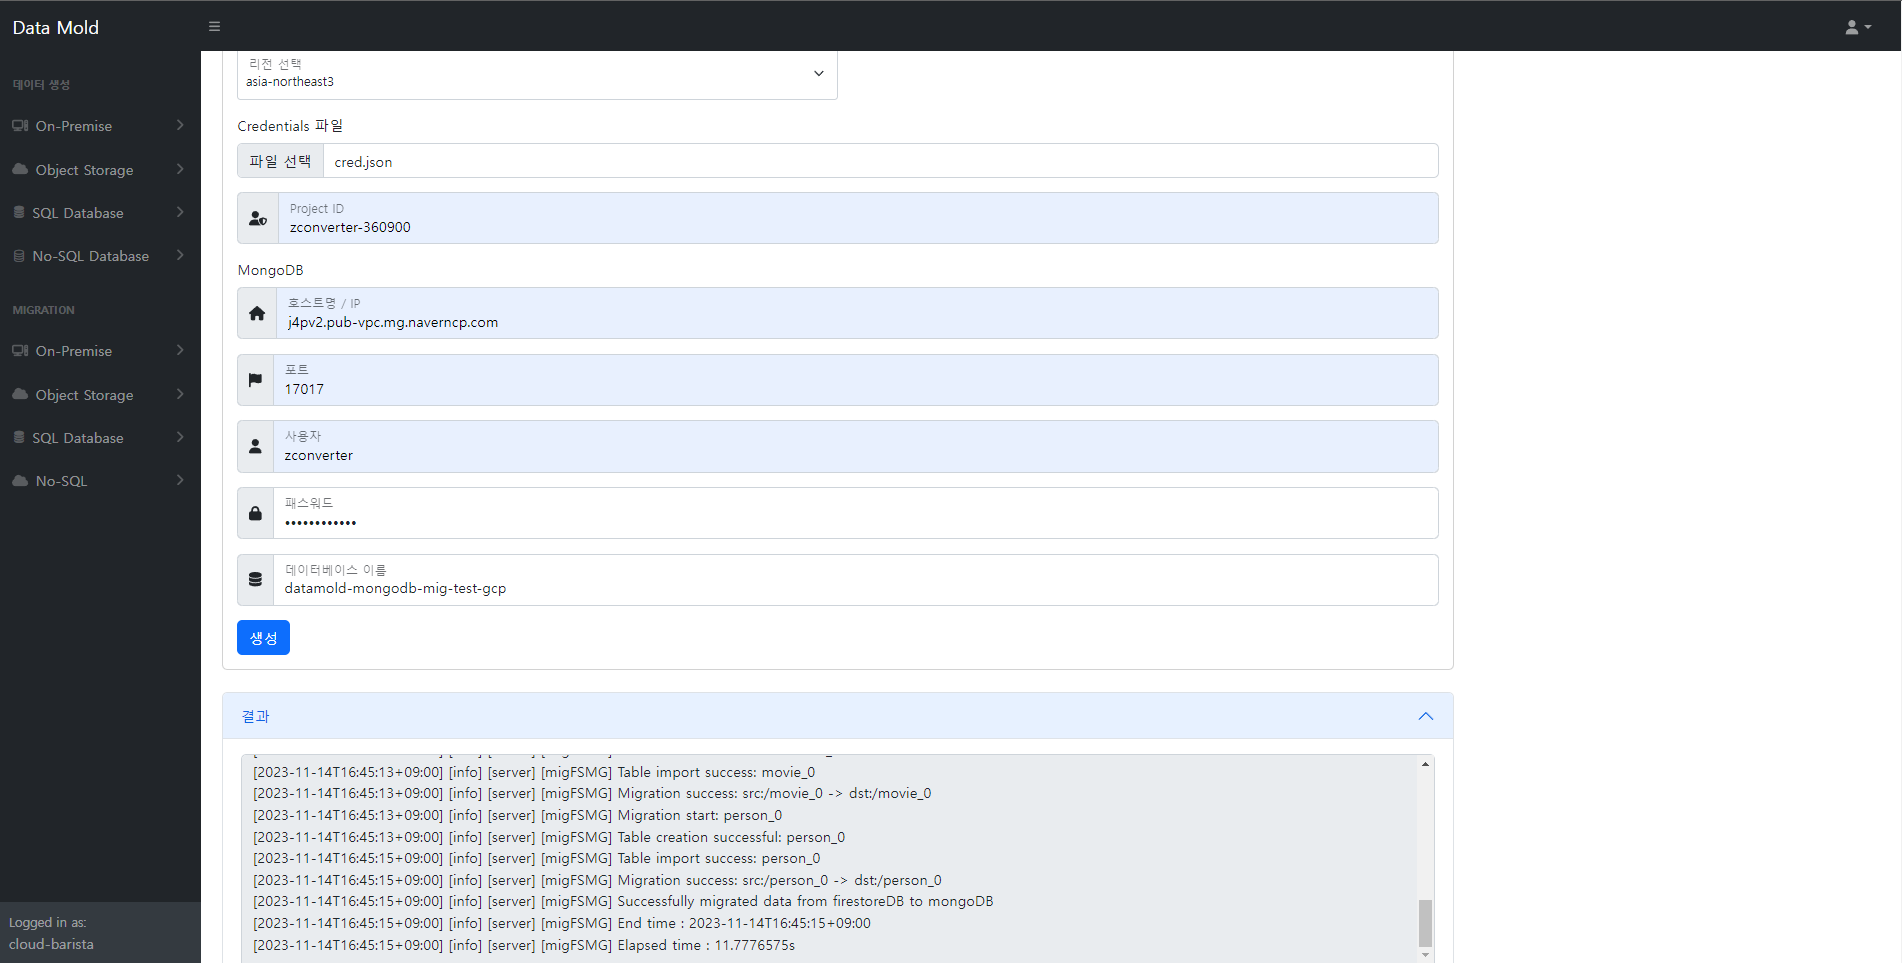 Data Mold
데이터 생성
On-Premise
Object Storage
SQL Database
No-SQL Database
MIGRATION
On-Premise
Object Storage
SQL Database
No-SQL
Logged in as:
cloud-barista
리전 선택
asia-northeast3
Credentials 파일
파일 선택
cred.json
Project ID
zconverter-360900
MongoDB
호스트명 / IP
j4pv2.pub-vpc.mg.naverncp.com
포트
17017
사용자
zconverter
패스워드
••••••••••••
데이터베이스 이름
datamold-mongodb-mig-test-gcp
생성
결과
[2023-11-14T16:45:13+09:00] [info] [server] [migFSMG] Table import success: movie_0
[2023-11-14T16:45:13+09:00] [info] [server] [migFSMG] Migration success: src:/movie_0 -> dst:/movie_0
[2023-11-14T16:45:13+09:00] [info] [server] [migFSMG] Migration start: person_0
[2023-11-14T16:45:13+09:00] [info] [server] [migFSMG] Table creation successful: person_0
[2023-11-14T16:45:15+09:00] [info] [server] [migFSMG] Table import success: person_0
[2023-11-14T16:45:15+09:00] [info] [server] [migFSMG] Migration success: src:/person_0 -> dst:/person_0
[2023-11-14T16:45:15+09:00] [info] [server] [migFSMG] Successfully migrated data from firestoreDB to mongoDB
[2023-11-14T16:45:15+09:00] [info] [server] [migFSMG] End time : 2023-11-14T16:45:15+09:00
[2023-11-14T16:45:15+09:00] [info] [server] [migFSMG] Elapsed time : 11.7776575s